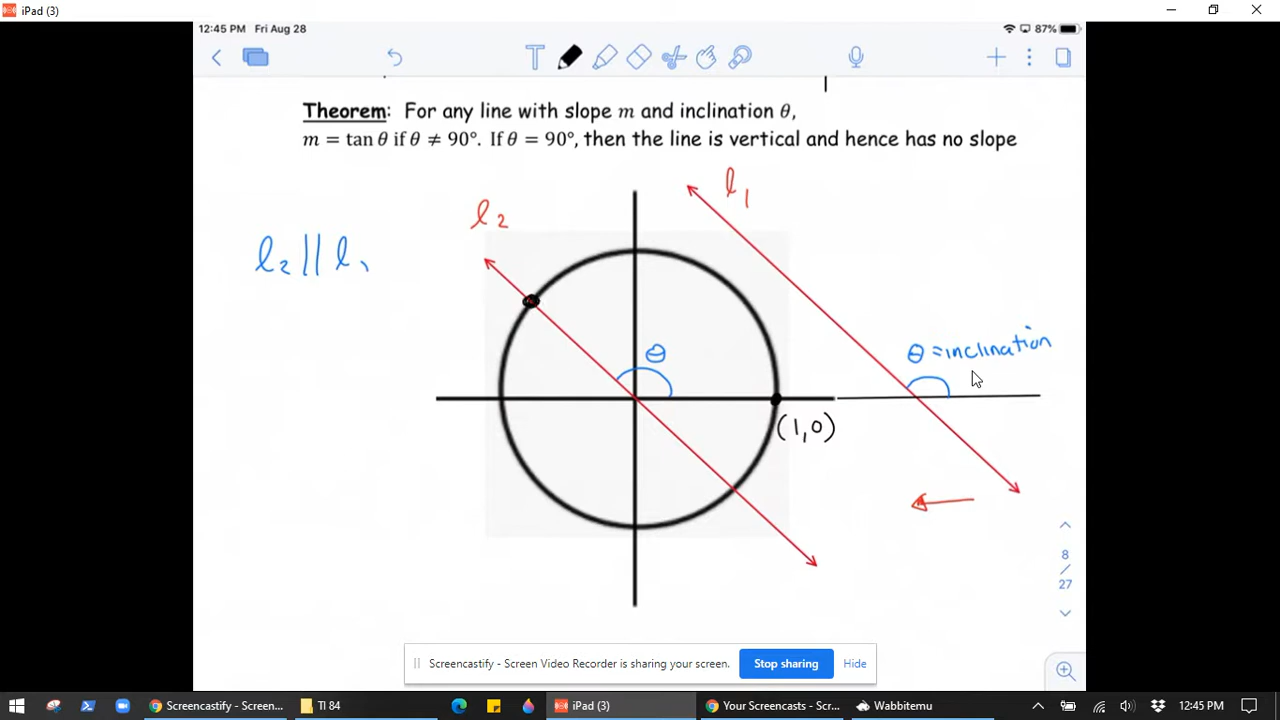 iPad (3)
12:45 PM Fri Aug 28
87%
T
Theorem: For any line with slope m and inclination θ,
m = tan θ if θ ≠ 90°. If θ = 90°, then the line is vertical and hence has no slope
l₁
l₂
l₂ || l₁
θ
θ = inclination
(1,0)
8
/
27
Screencastify - Screen Video Recorder is sharing your screen.
Stop sharing
Hide
Screencastify - Screen...
TI 84
iPad (3)
Your Screencasts - Sc...
Wabbitemu
12:45 PM